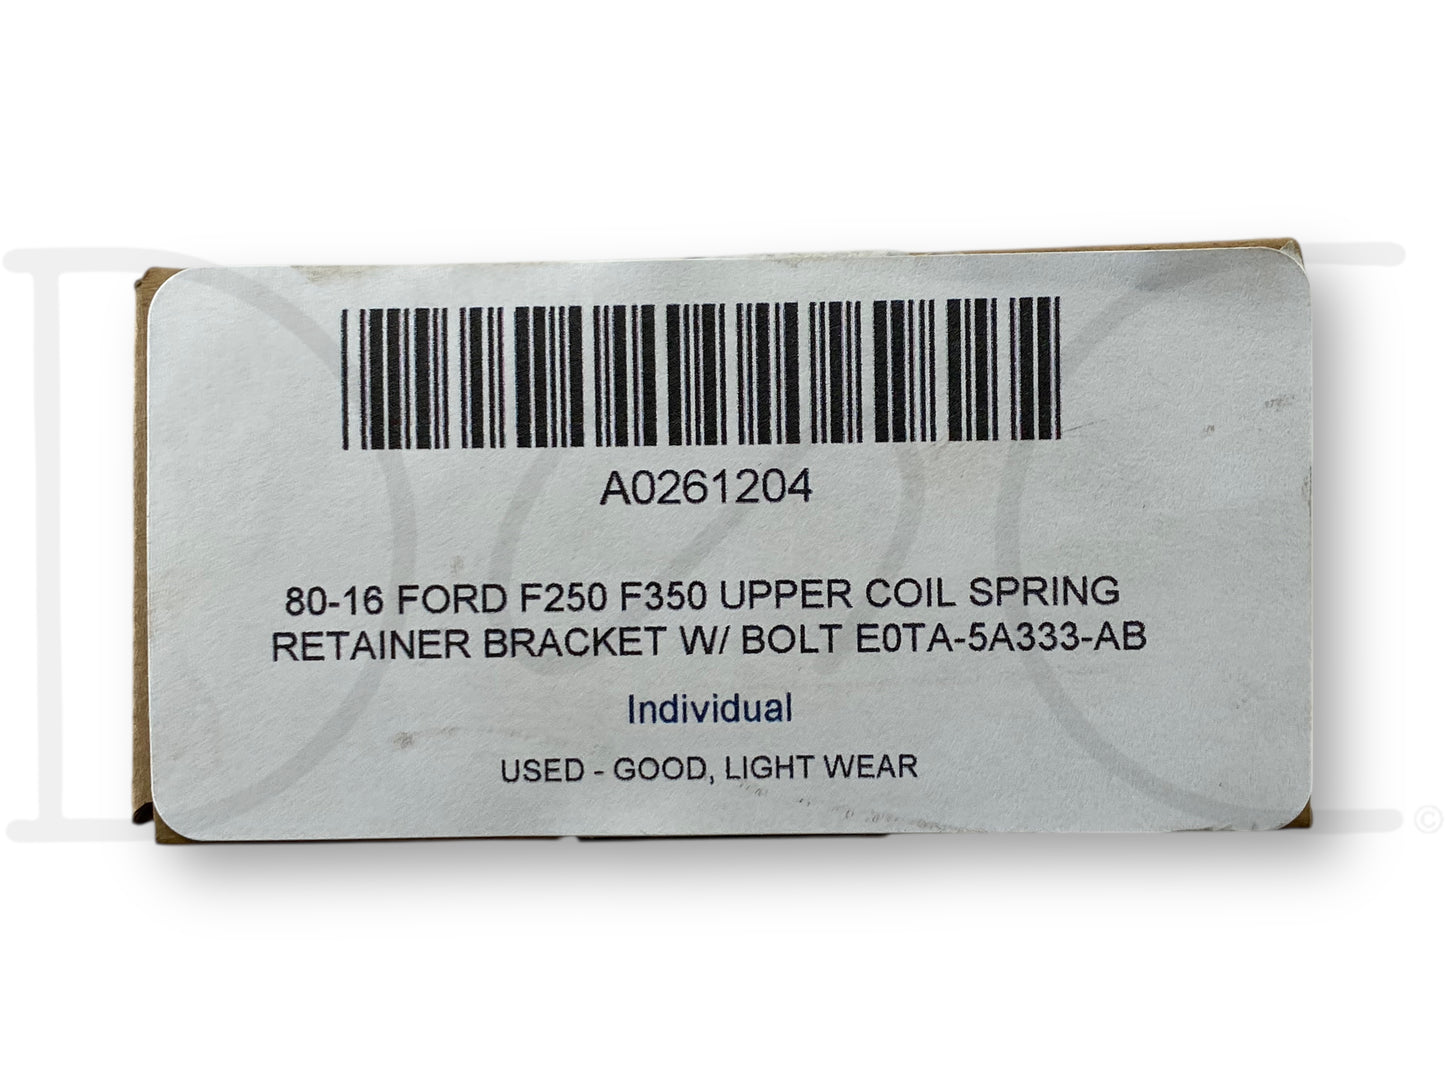 A0261204
80-16 FORD F250 F350 UPPER COIL SPRING
RETAINER BRACKET W/ BOLT E0TA-5A333-AB
Individual
USED - GOOD, LIGHT WEAR
©